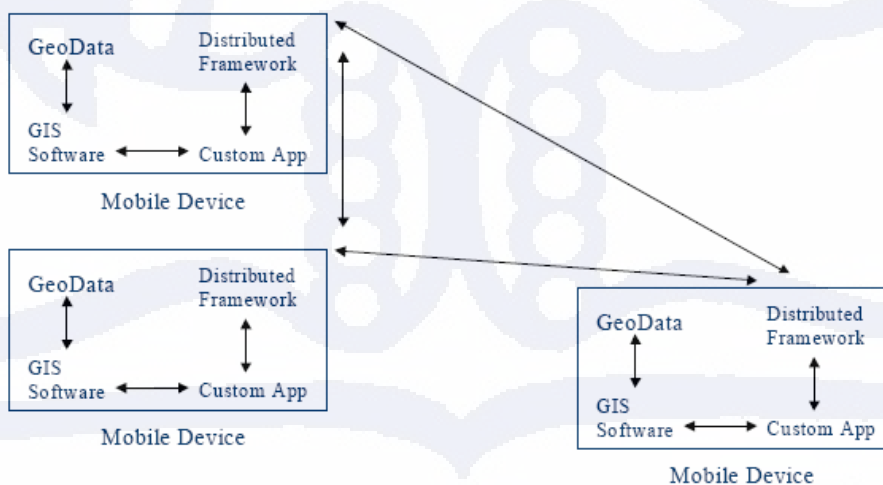 GeoData
Distributed
Framework
GIS
Software
Custom App
Mobile Device
GeoData
Distributed
Framework
GIS
Software
Custom App
Mobile Device
GeoData
Distributed
Framework
GIS
Software
Custom App
Mobile Device